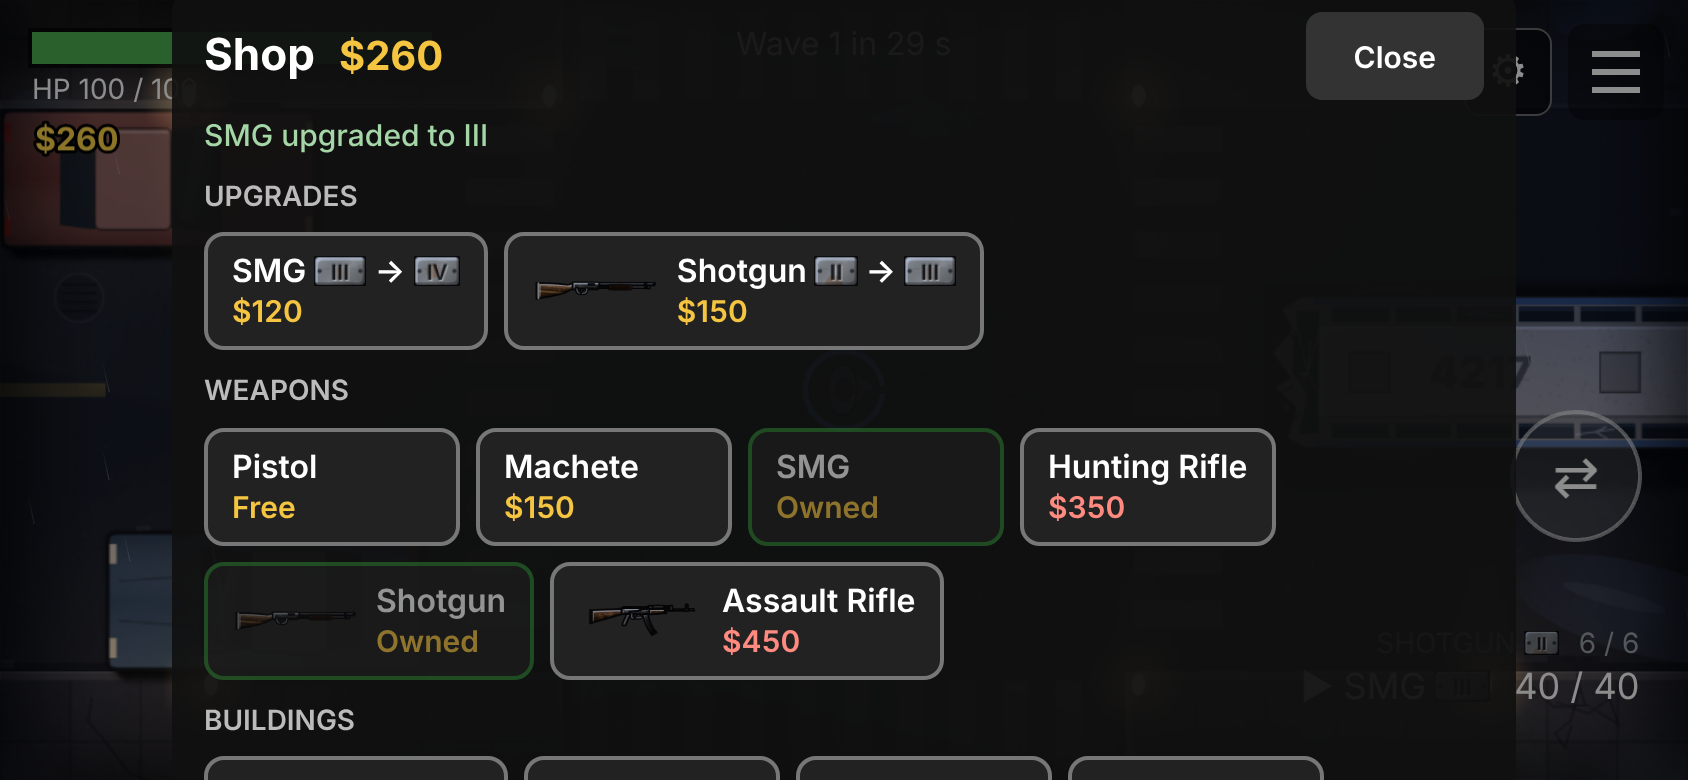 Shop $260
Wave 1 in 29 s
Close
HP 100 / 100
$260
SMG upgraded to III
UPGRADES
SMG III → IV
$120
Shotgun II → III
$150
WEAPONS
Pistol
Free
Machete
$150
SMG
Owned
Hunting Rifle
$350
4217
Shotgun
Owned
Assault Rifle
$450
SHOTGUN II 6 / 6
SMG III 40 / 40
BUILDINGS